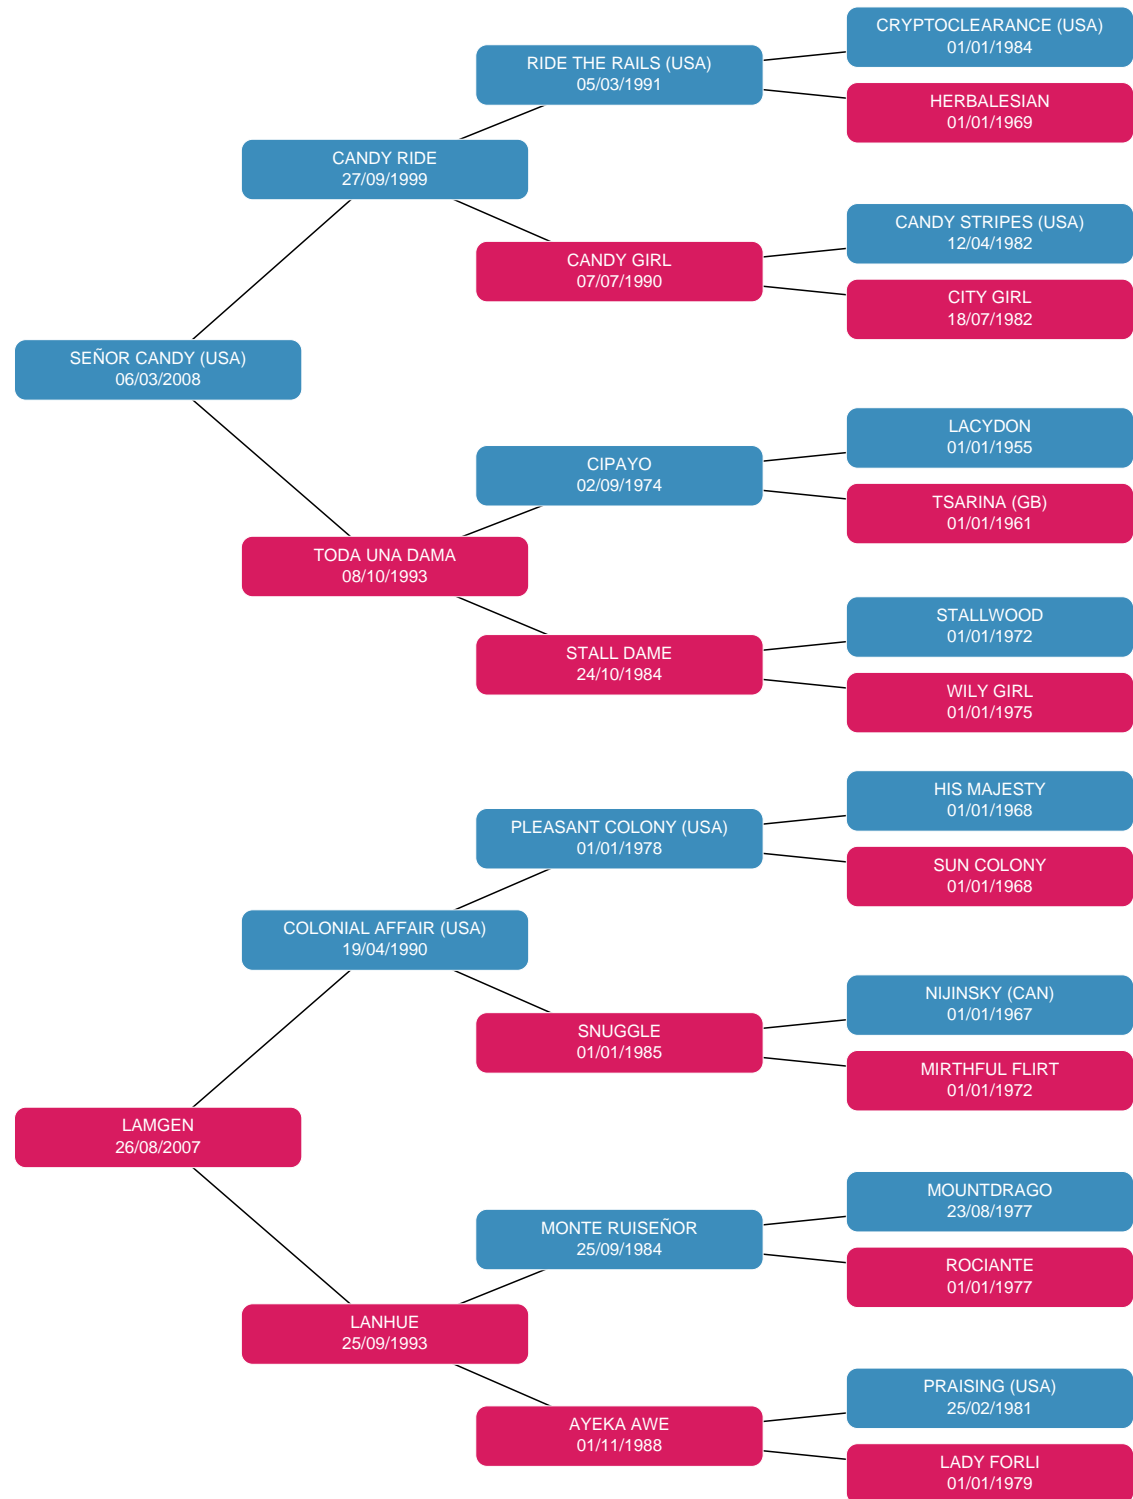 CRYPTOCLEARANCE (USA)
01/01/1984
RIDE THE RAILS (USA)
05/03/1991
HERBALESIAN
01/01/1969
CANDY RIDE
27/09/1999
CANDY STRIPES (USA)
12/04/1982
CANDY GIRL
07/07/1990
CITY GIRL
18/07/1982
SEÑOR CANDY (USA)
06/03/2008
LACYDON
01/01/1955
CIPAYO
02/09/1974
TSARINA (GB)
01/01/1961
TODA UNA DAMA
08/10/1993
STALLWOOD
01/01/1972
STALL DAME
24/10/1984
WILY GIRL
01/01/1975
HIS MAJESTY
01/01/1968
PLEASANT COLONY (USA)
01/01/1978
SUN COLONY
01/01/1968
COLONIAL AFFAIR (USA)
19/04/1990
NIJINSKY (CAN)
01/01/1967
SNUGGLE
01/01/1985
MIRTHFUL FLIRT
01/01/1972
LAMGEN
26/08/2007
MOUNTDRAGO
23/08/1977
MONTE RUISEÑOR
25/09/1984
ROCIANTE
01/01/1977
LANHUE
25/09/1993
PRAISING (USA)
25/02/1981
AYEKA AWE
01/11/1988
LADY FORLI
01/01/1979